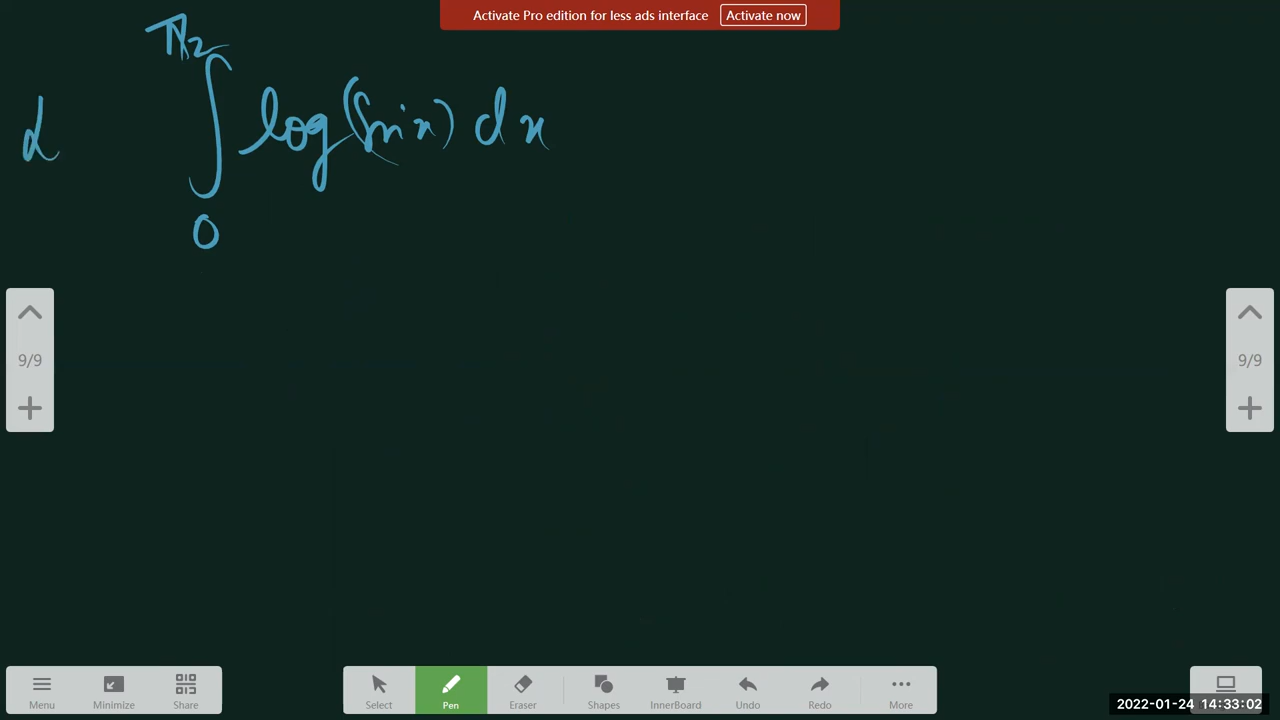 Activate Pro edition for less ads interface Activate now
π/2
∫ log(sin x) dx
0
9/9 9/9
Menu Minimize Share Select Pen Eraser Shapes InnerBoard Undo Redo More
2022-01-24 14:33:02